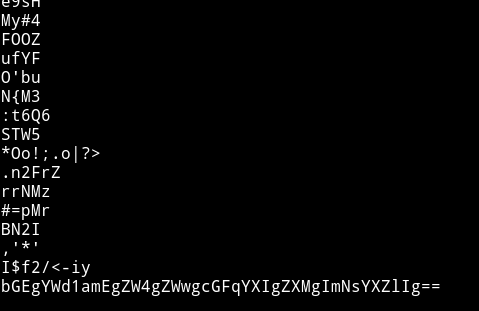 e9sH
My#4
FOOZ
ufYF
O'bu
N{M3
:t6Q6
STW5
*Oo!;.o|?>
.n2FrZ
rrNMz
#=pMr
BN2I
,'*'
I$f2/<-iy
bGEgYWd1amEgZW4gZWwgcGFqYXIgZXMgImNsYXZlIg==